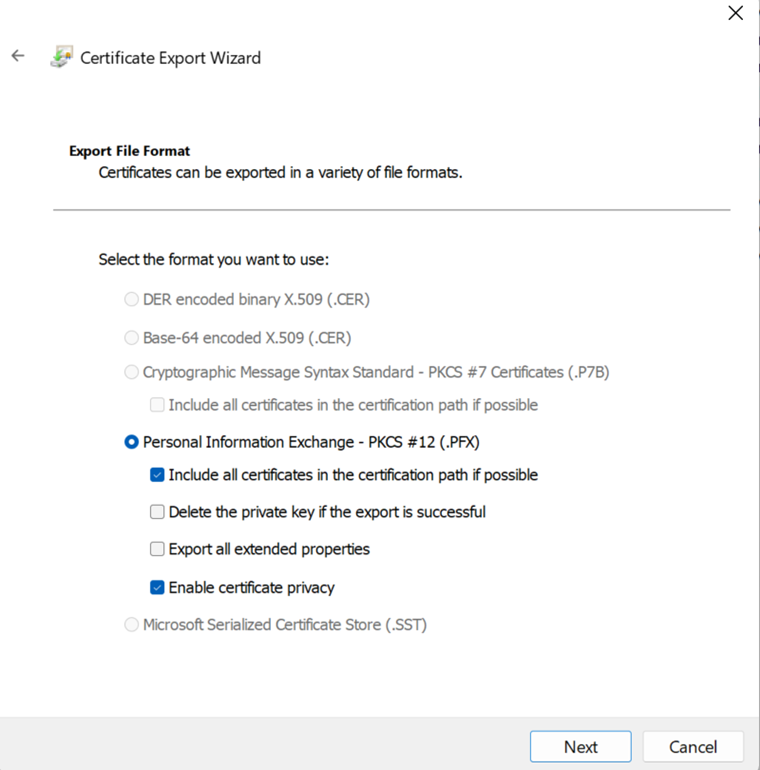 Certificate Export Wizard
Export File Format
Certificates can be exported in a variety of file formats.
Select the format you want to use:
DER encoded binary X.509 (.CER)
Base-64 encoded X.509 (.CER)
Cryptographic Message Syntax Standard - PKCS #7 Certificates (.P7B)
Include all certificates in the certification path if possible
Personal Information Exchange - PKCS #12 (.PFX)
Include all certificates in the certification path if possible
Delete the private key if the export is successful
Export all extended properties
Enable certificate privacy
Microsoft Serialized Certificate Store (.SST)
Next Cancel